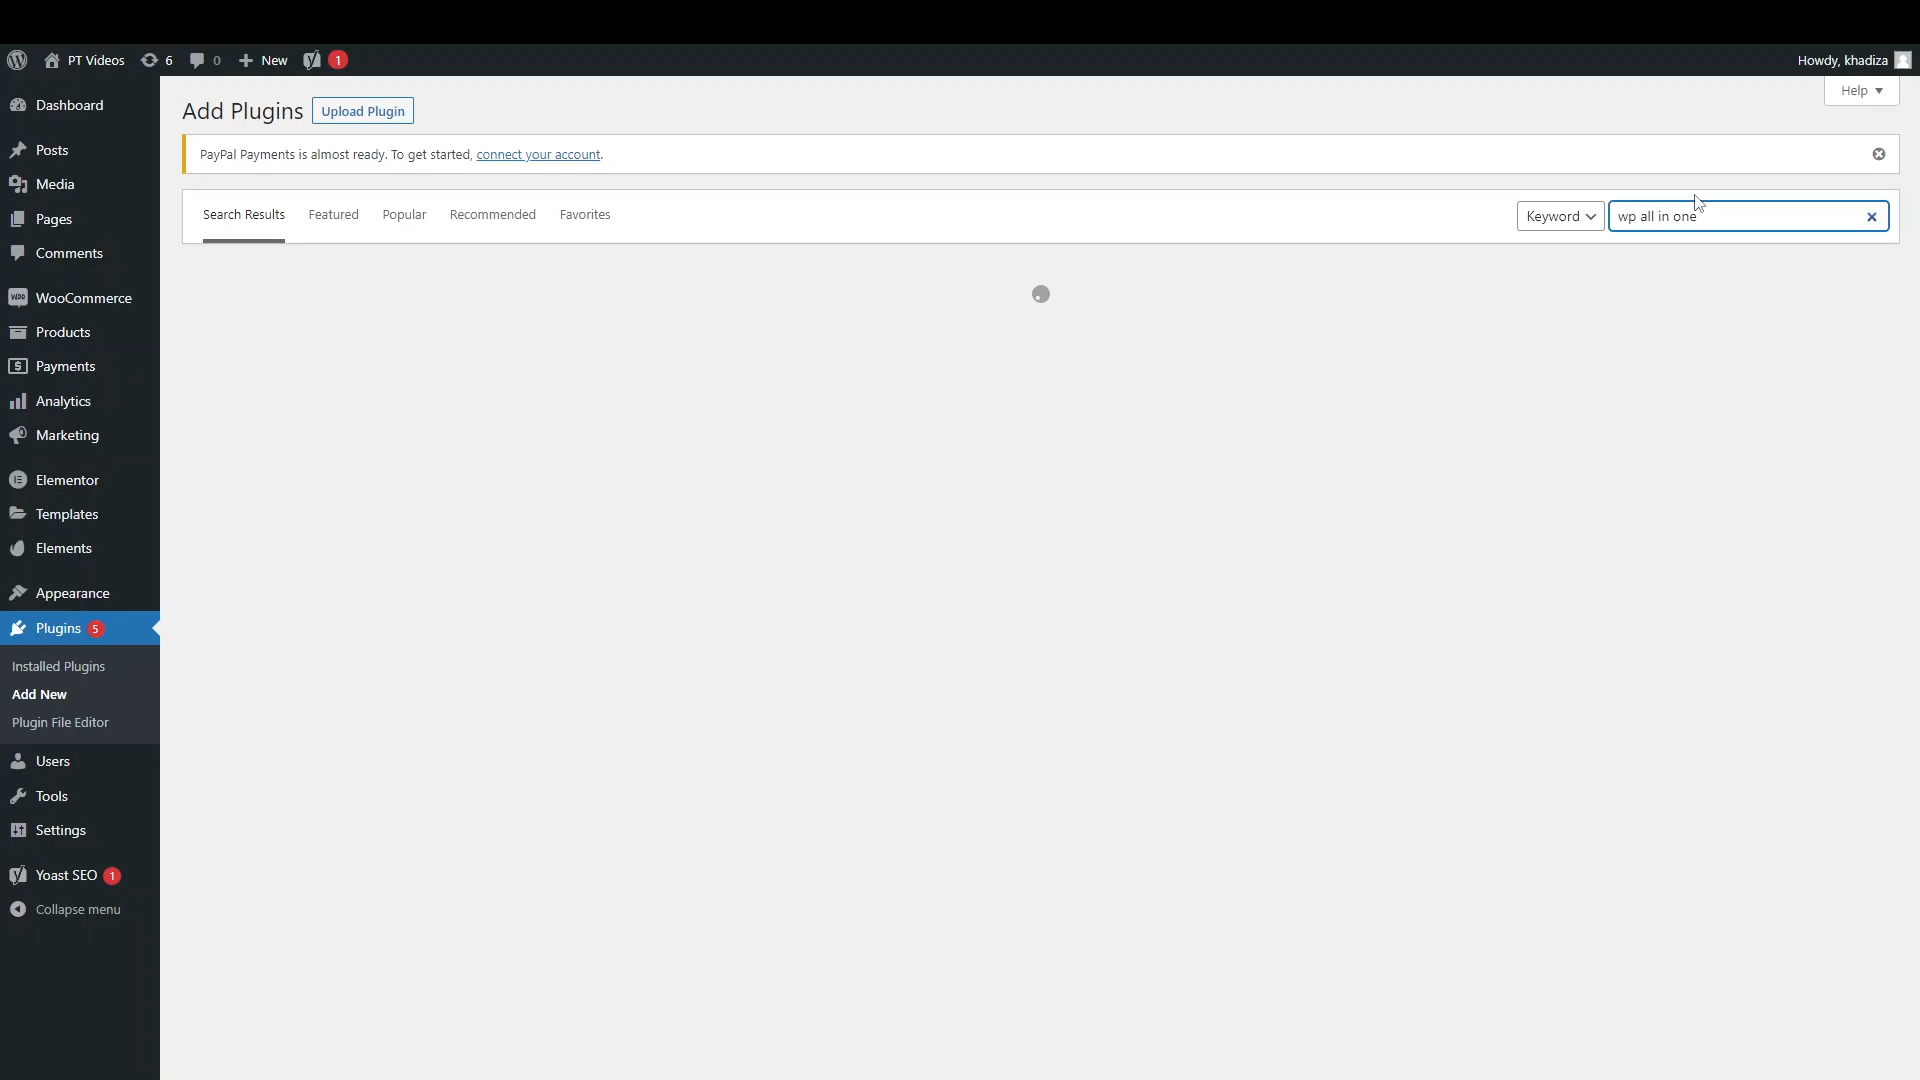 PT Videos 6 0 New 1 Howdy, khadiza
Help
Add Plugins Upload Plugin
PayPal Payments is almost ready. To get started, connect your account.
Search Results Featured Popular Recommended Favorites Keyword wp all in one
Dashboard
Posts
Media
Pages
Comments
WooCommerce
Products
Payments
Analytics
Marketing
Elementor
Templates
Elements
Appearance
Plugins 5
Installed Plugins
Add New
Plugin File Editor
Users
Tools
Settings
Yoast SEO 1
Collapse menu